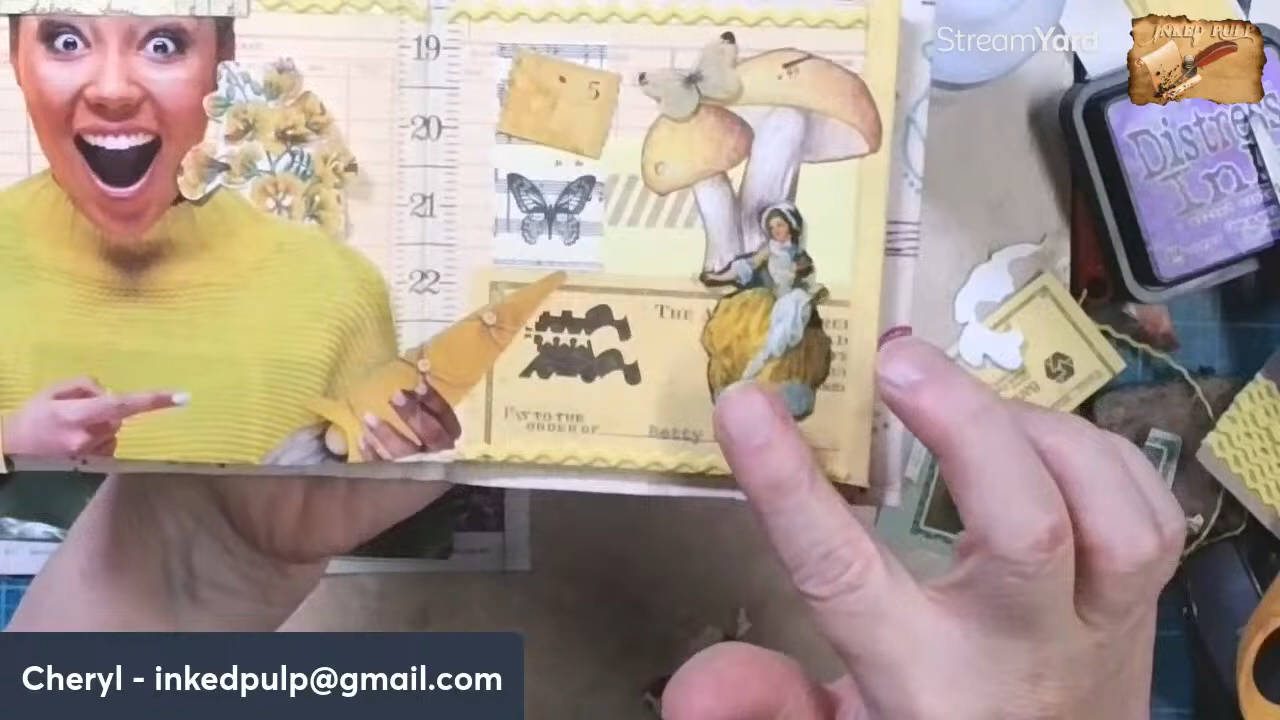 StreamYard
INKED PULP
19
20
21
22
5
Distress
THE A
PAY TO THE
ORDER OF
Betty
Cheryl - inkedpulp@gmail.com